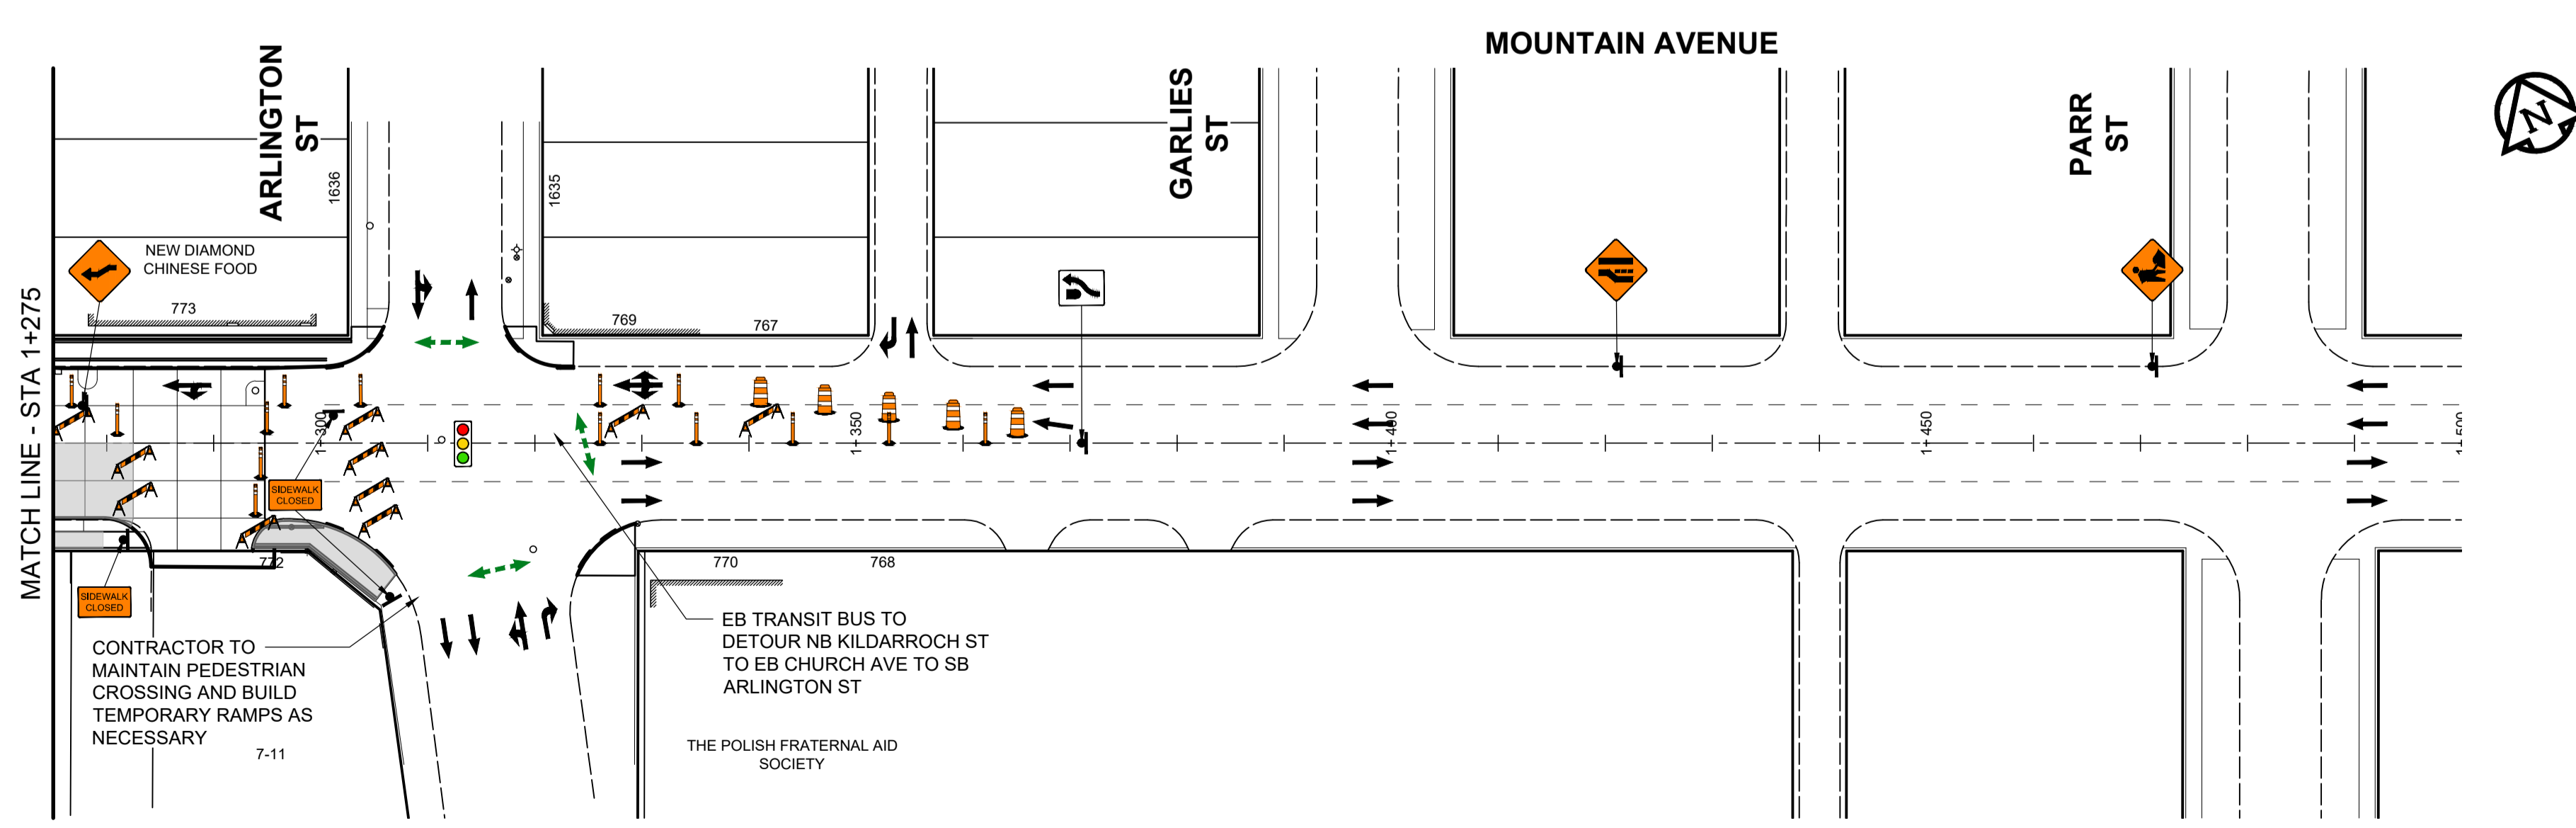 MOUNTAIN AVENUE
ARLINGTON
ST
GARLIES
ST
PARR
ST
N
1636
1635
NEW DIAMOND
CHINESE FOOD
773
769
767
MATCH LINE - STA 1+275
1+300
1+350
1+400
1+450
1+500
SIDEWALK
CLOSED
772
770
768
SIDEWALK
CLOSED
EB TRANSIT BUS TO
DETOUR NB KILDARROCH ST
TO EB CHURCH AVE TO SB
ARLINGTON ST
CONTRACTOR TO
MAINTAIN PEDESTRIAN
CROSSING AND BUILD
TEMPORARY RAMPS AS
NECESSARY
7-11
THE POLISH FRATERNAL AID
SOCIETY